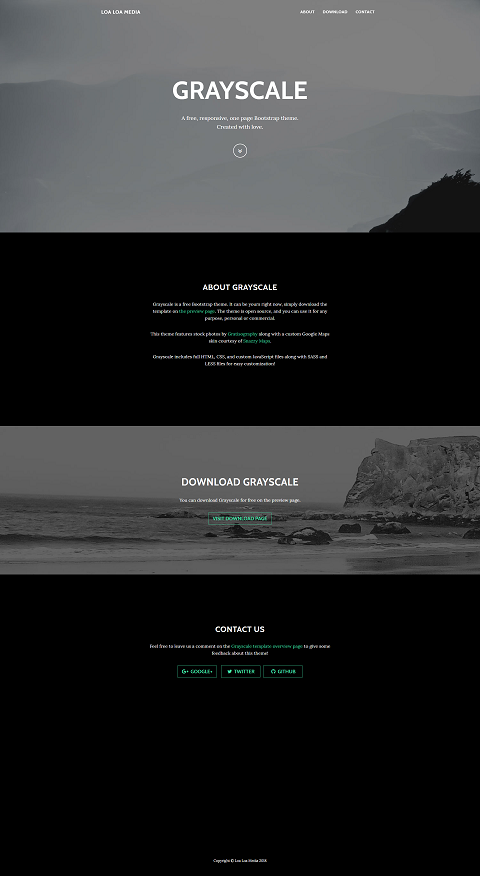 LOA LOA MEDIA
ABOUT DOWNLOAD CONTACT
GRAYSCALE
A free, responsive, one page Bootstrap theme.
Created with love.
ABOUT GRAYSCALE
Grayscale is a free Bootstrap theme. It can be yours right now, simply download the
template on the preview page. The theme is open source, and you can use it for any
purpose, personal or commercial.
This theme features stock photos by Gratisography along with a custom Google Maps
skin courtesy of Snazzy Maps.
Grayscale includes full HTML, CSS, and custom JavaScript files along with SASS and
LESS files for easy customization!
DOWNLOAD GRAYSCALE
You can download Grayscale for free on the preview page.
VISIT DOWNLOAD PAGE
CONTACT US
Feel free to leave us a comment on the Grayscale template overview page to give some
feedback about this theme!
G+ GOOGLE+ TWITTER GITHUB
Copyright © Loa Loa Media 2018